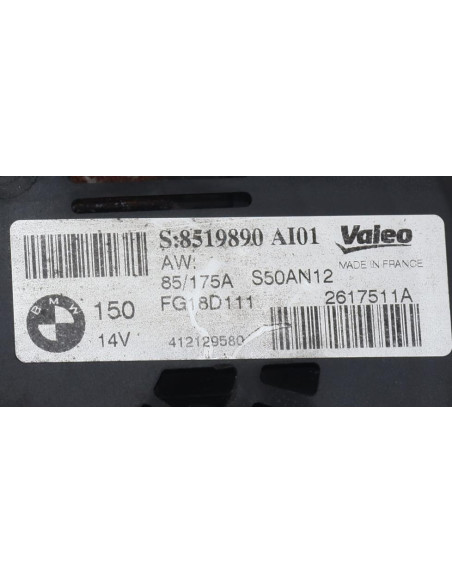 S:8519890 AI01 Valeo
AW: MADE IN FRANCE
85/175A S50AN12
BMW 150 FG18D111 2617511A
14V 412129580